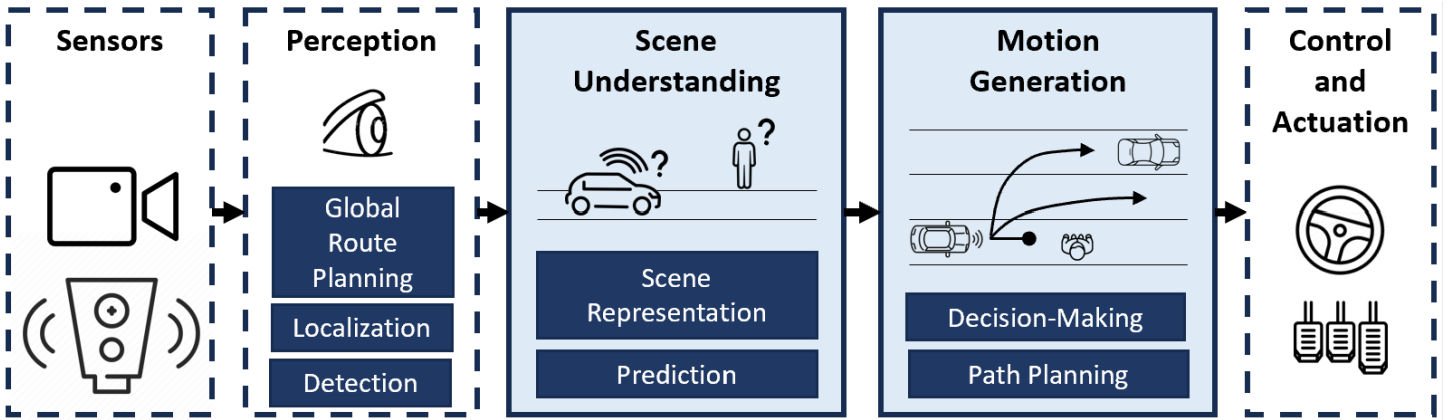 Sensors
Perception
Global
Route
Planning
Localization
Detection
Scene
Understanding
?
?
Scene
Representation
Prediction
Motion
Generation
Decision-Making
Path Planning
Control
and
Actuation